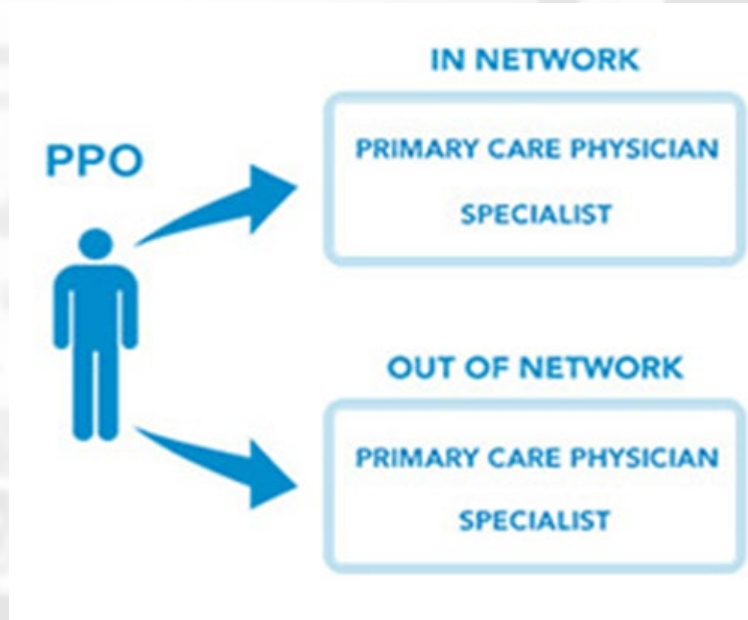 PPO
IN NETWORK
PRIMARY CARE PHYSICIAN
SPECIALIST
OUT OF NETWORK
PRIMARY CARE PHYSICIAN
SPECIALIST